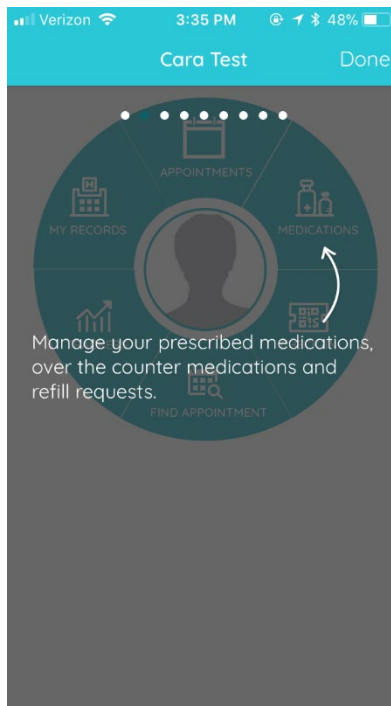 Verizon 3:35 PM 48%
Cara Test Done
APPOINTMENTS
MY RECORDS
MEDICATIONS
Manage your prescribed medications,
over the counter medications and
refill requests.
FIND APPOINTMENT